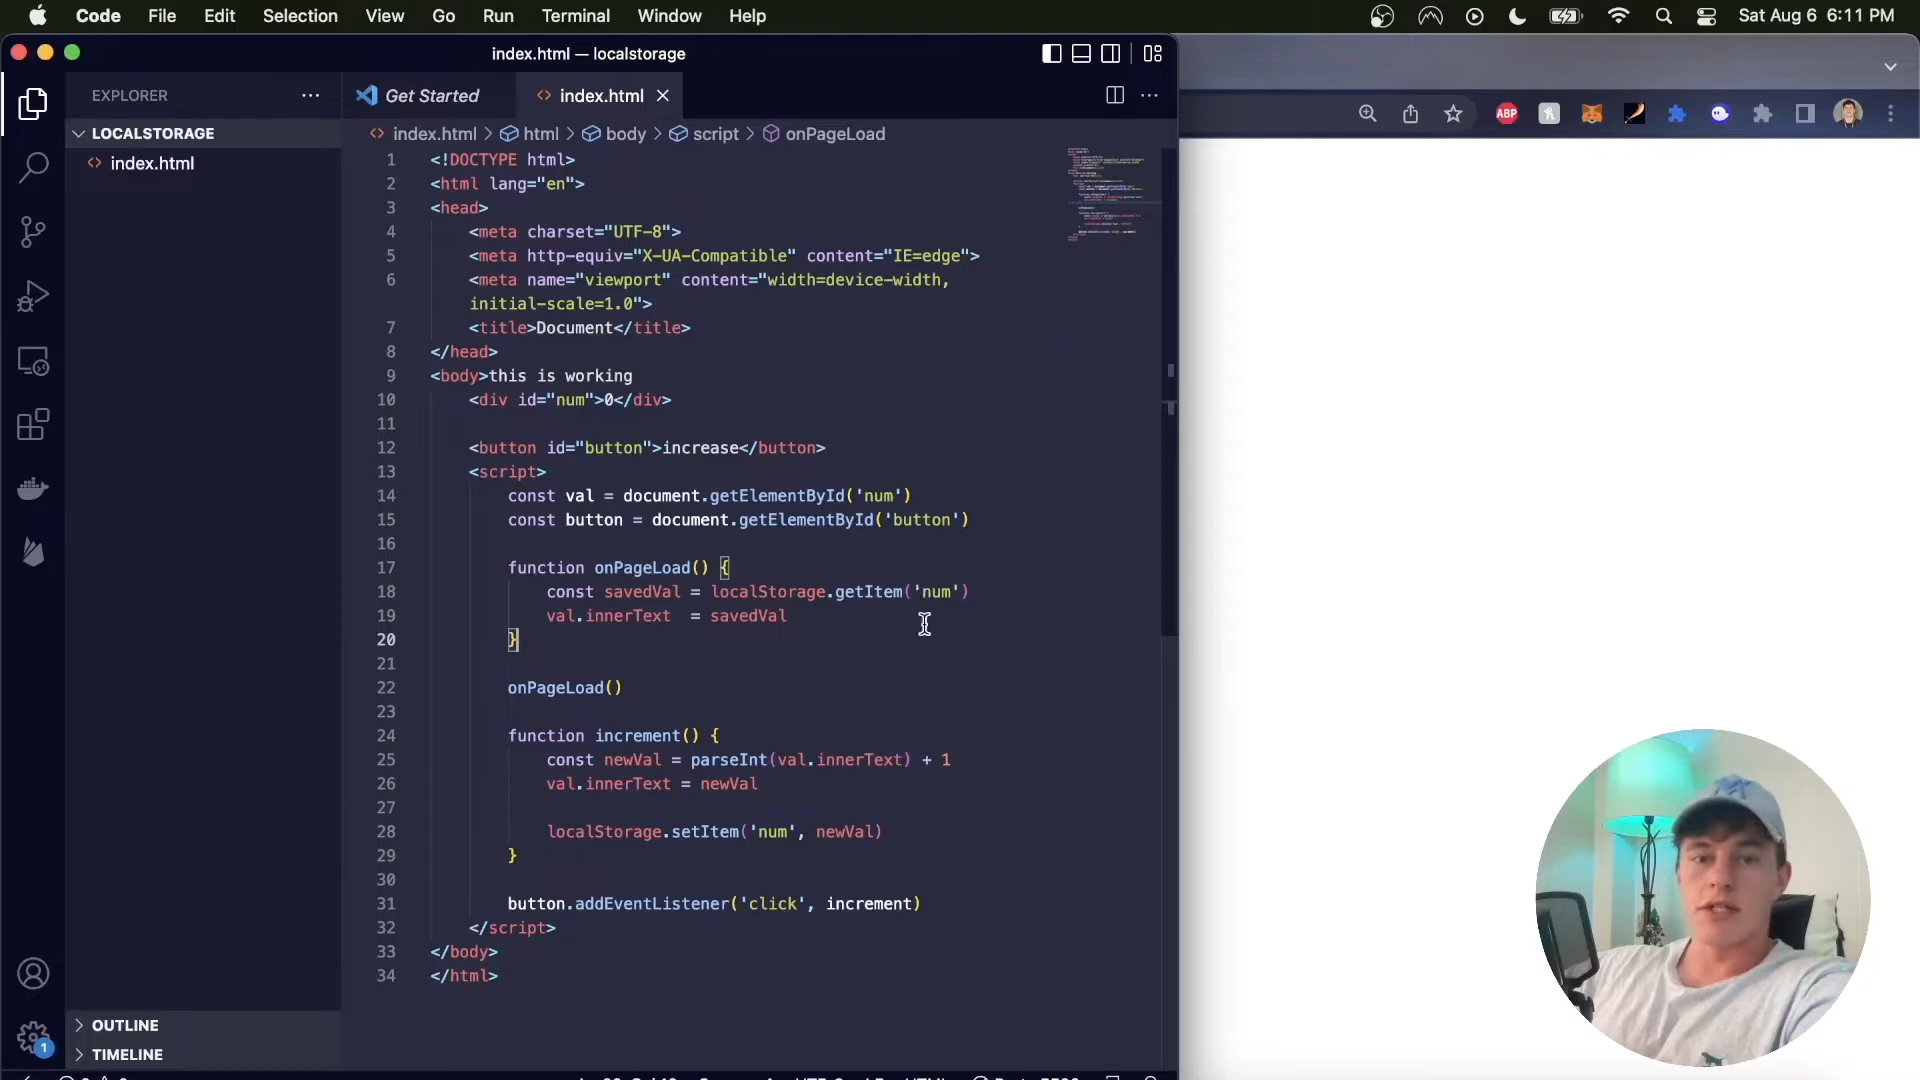 Code File Edit Selection View Go Run Terminal Window Help Sat Aug 6 6:11 PM
index.html — localstorage
EXPLORER
Get Started
index.html
LOCALSTORAGE
index.html
index.html > html > body > script > onPageLoad
ABP
1 <!DOCTYPE html>
2 <html lang="en">
3 <head>
4 <meta charset="UTF-8">
5 <meta http-equiv="X-UA-Compatible" content="IE=edge">
6 <meta name="viewport" content="width=device-width,
initial-scale=1.0">
7 <title>Document</title>
8 </head>
9 <body>this is working
10 <div id="num">0</div>
11
12 <button id="button">increase</button>
13 <script>
14 const val = document.getElementById('num')
15 const button = document.getElementById('button')
16
17 function onPageLoad() {
18 const savedVal = localStorage.getItem('num')
19 val.innerText  = savedVal
20 }
21
22 onPageLoad()
23
24 function increment() {
25 const newVal = parseInt(val.innerText) + 1
26 val.innerText = newVal
27
28 localStorage.setItem('num', newVal)
29 }
30
31 button.addEventListener('click', increment)
32 </script>
33 </body>
34 </html>
OUTLINE
1
TIMELINE